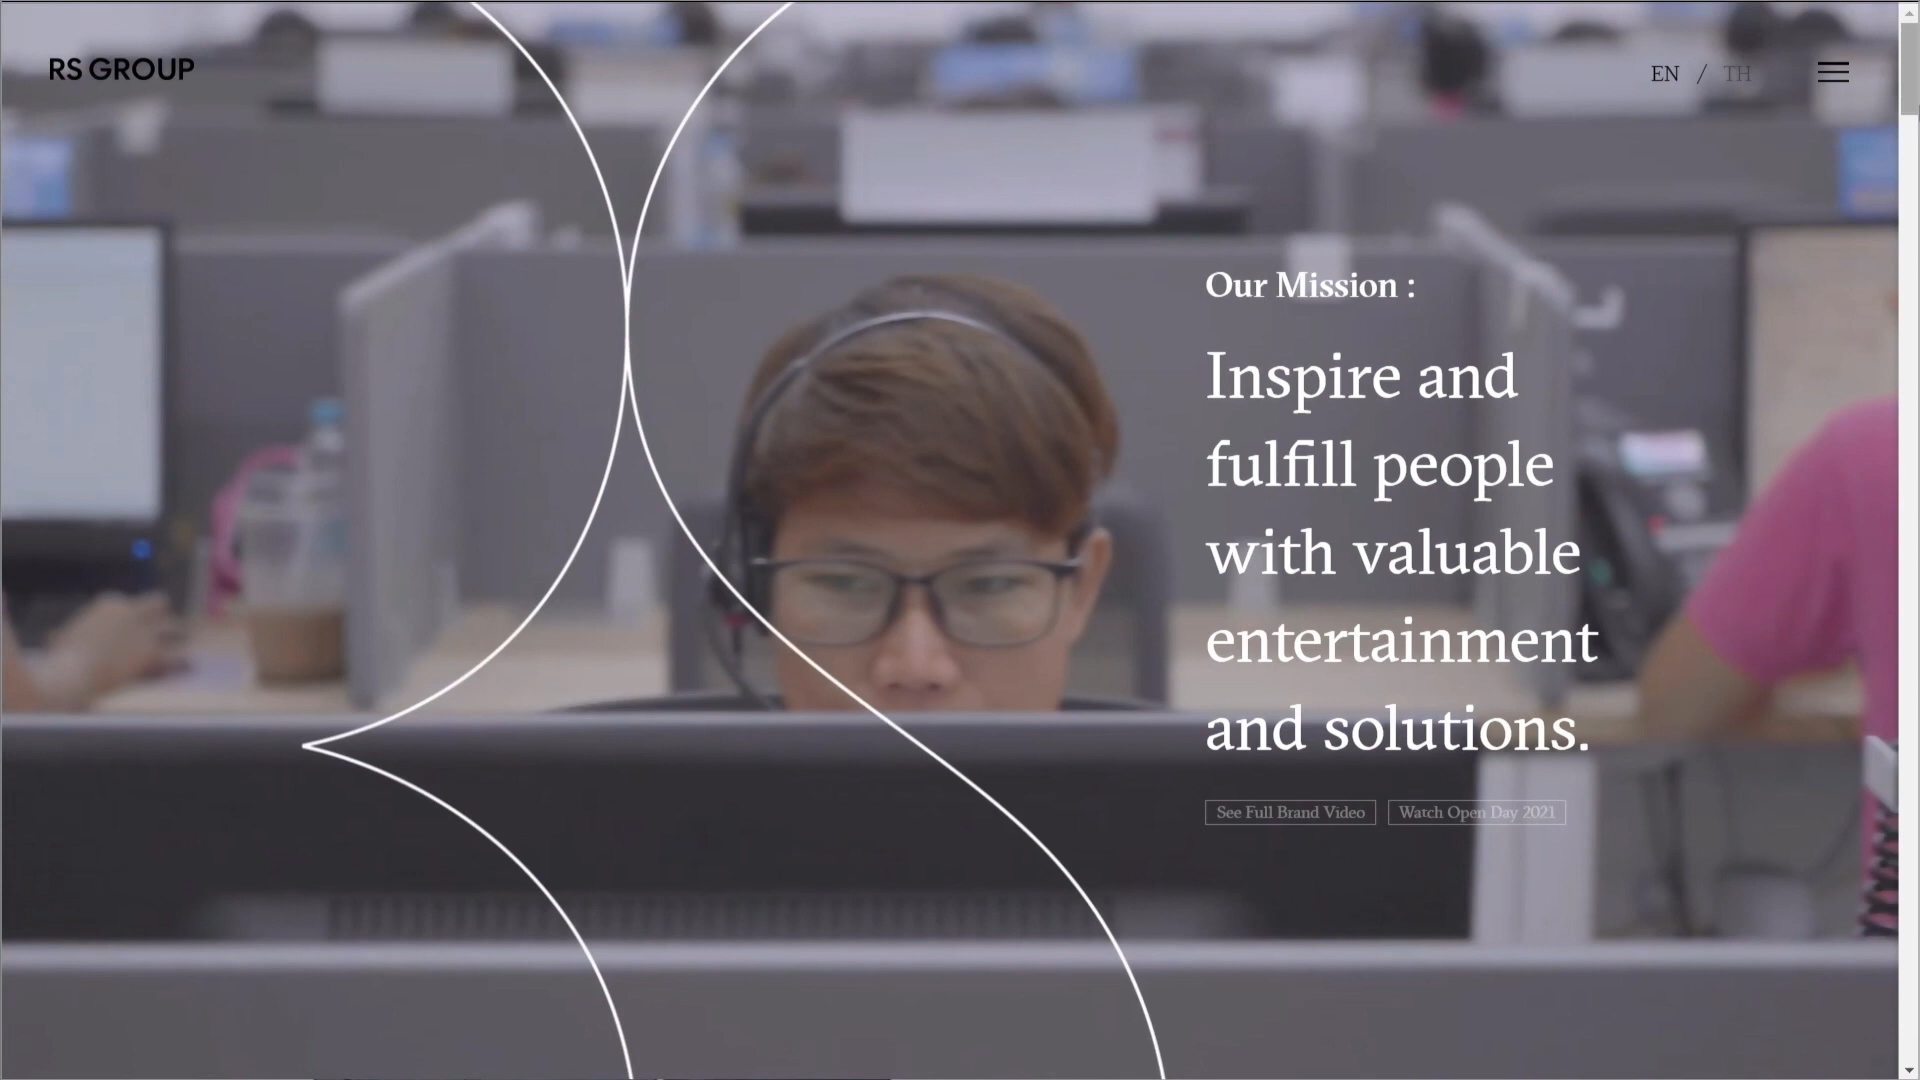 RS GROUP
EN / TH
Our Mission :
Inspire and
fulfill people
with valuable
entertainment
and solutions.
See Full Brand Video
Watch Open Day 2021